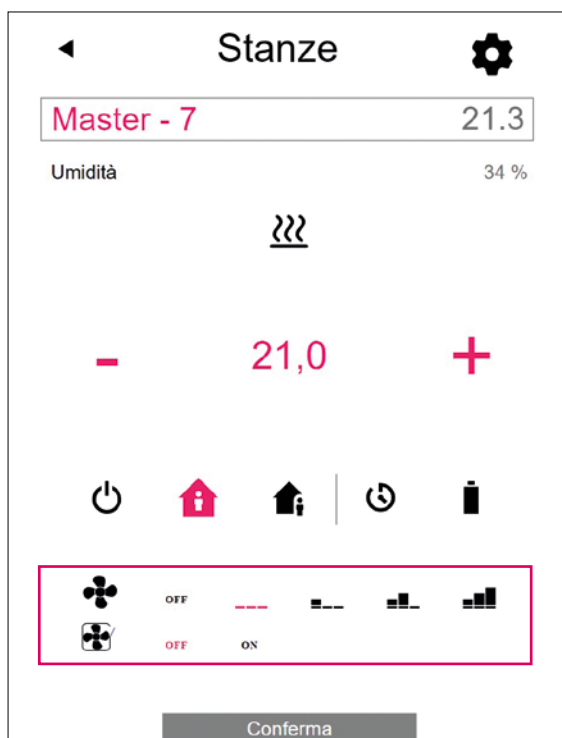 Stanze
Master - 7 21.3
Umidità 34 %
- 21,0 +
OFF
OFF ON
Conferma